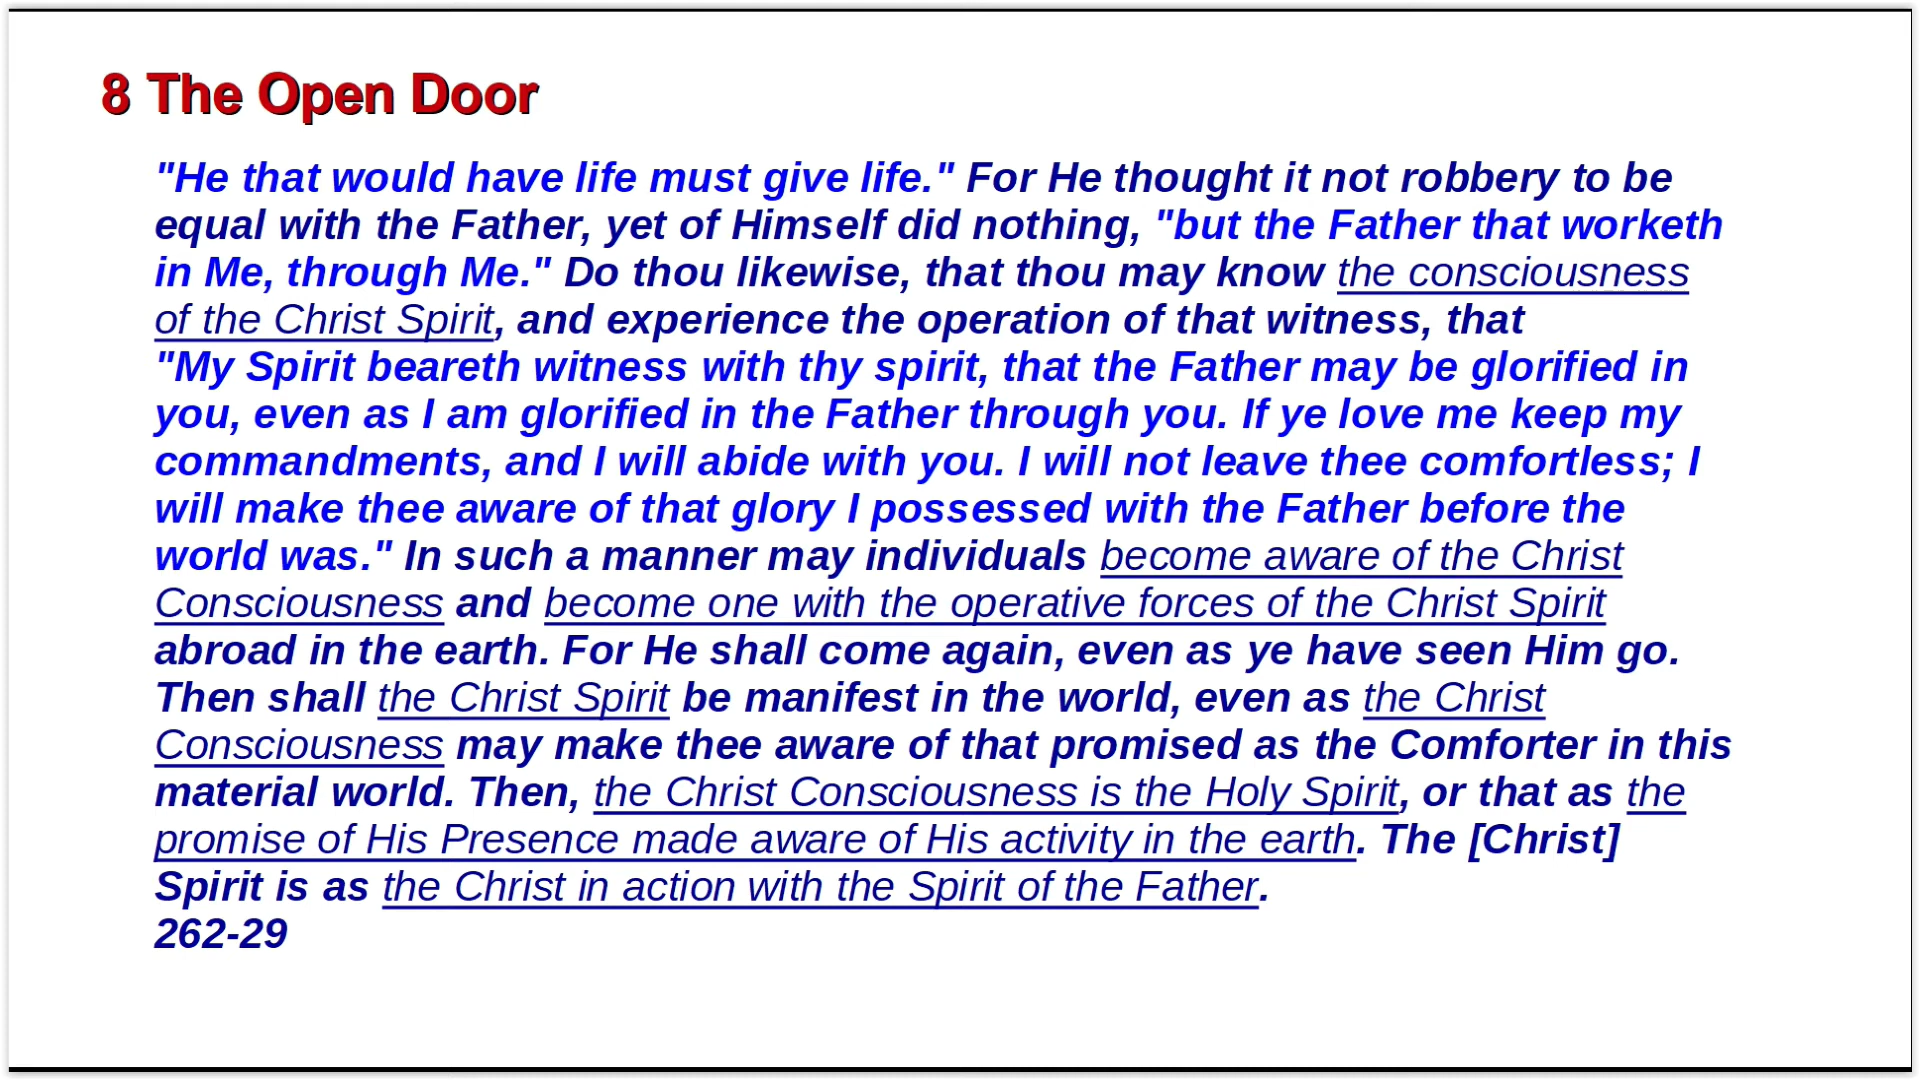 8 The Open Door
"He that would have life must give life." For He thought it not robbery to be
equal with the Father, yet of Himself did nothing, "but the Father that worketh
in Me, through Me." Do thou likewise, that thou may know the consciousness
of the Christ Spirit, and experience the operation of that witness, that
"My Spirit beareth witness with thy spirit, that the Father may be glorified in
you, even as I am glorified in the Father through you. If ye love me keep my
commandments, and I will abide with you. I will not leave thee comfortless; I
will make thee aware of that glory I possessed with the Father before the
world was." In such a manner may individuals become aware of the Christ
Consciousness and become one with the operative forces of the Christ Spirit
abroad in the earth. For He shall come again, even as ye have seen Him go.
Then shall the Christ Spirit be manifest in the world, even as the Christ
Consciousness may make thee aware of that promised as the Comforter in this
material world. Then, the Christ Consciousness is the Holy Spirit, or that as the
promise of His Presence made aware of His activity in the earth. The [Christ]
Spirit is as the Christ in action with the Spirit of the Father.
262-29